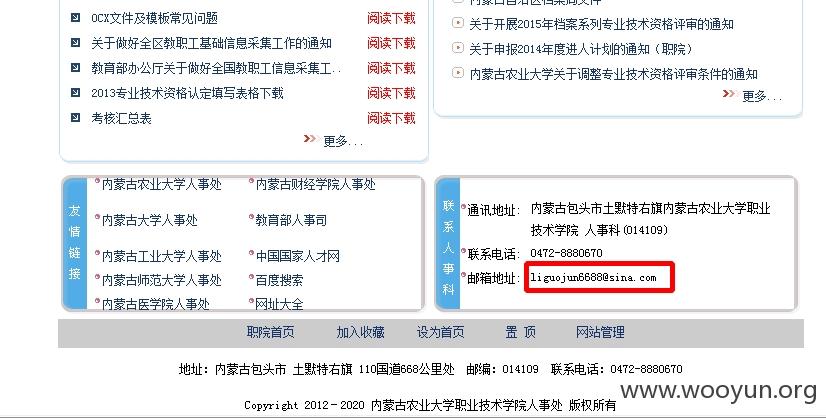 OCX文件及模板常见问题 阅读下载
关于做好全区教职工基础信息采集工作的通知 阅读下载
教育部办公厅关于做好全国教职工信息采集工.. 阅读下载
2013专业技术资格认定填写表格下载 阅读下载
考核汇总表 阅读下载
更多...
关于开展2015年档案系列专业技术资格评审的通知
关于申报2014年度进人计划的通知（职院）
内蒙古农业大学关于调整专业技术资格评审条件的通知
更多...
友情链接
内蒙古农业大学人事处 内蒙古财经学院人事处
内蒙古大学人事处 教育部人事司
内蒙古工业大学人事处 中国国家人才网
内蒙古师范大学人事处 百度搜索
内蒙古医学院人事处 网址大全
联系人事科
通讯地址： 内蒙古包头市土默特右旗内蒙古农业大学职业
技术学院 人事科(014109)
联系电话： 0472-8880670
邮箱地址： liguojun6688@sina.com
职院首页 加入收藏 设为首页 置 顶 网站管理
地址：内蒙古包头市 土默特右旗 110国道668公里处 邮编：014109 联系电话：0472-8880670
Copyright 2012－2020 内蒙古农业大学职业技术学院人事处 版权所有
www.wooyun.org